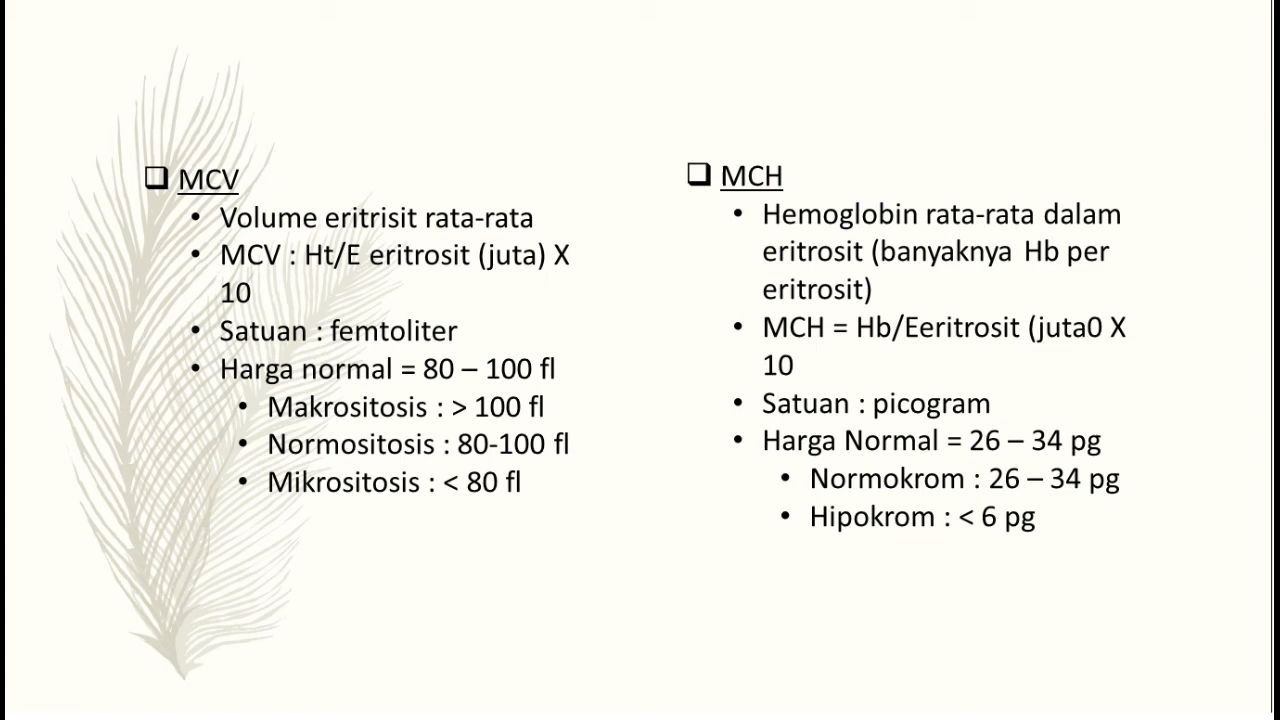 MCV
• Volume eritrisit rata-rata
• MCV : Ht/E eritrosit (juta) X
10
• Satuan : femtoliter
• Harga normal = 80 – 100 fl
• Makrositosis : > 100 fl
• Normositosis : 80-100 fl
• Mikrositosis : < 80 fl
MCH
• Hemoglobin rata-rata dalam
eritrosit (banyaknya Hb per
eritrosit)
• MCH = Hb/Eeritrosit (juta0 X
10
• Satuan : picogram
• Harga Normal = 26 – 34 pg
• Normokrom : 26 – 34 pg
• Hipokrom : < 6 pg